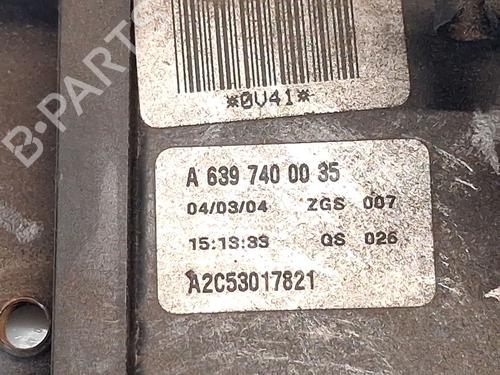 B-PARTS
*0V41*
A 639 740 00 35
04/03/04 ZGS 007
15:13:33 QS 026
A2C53017821